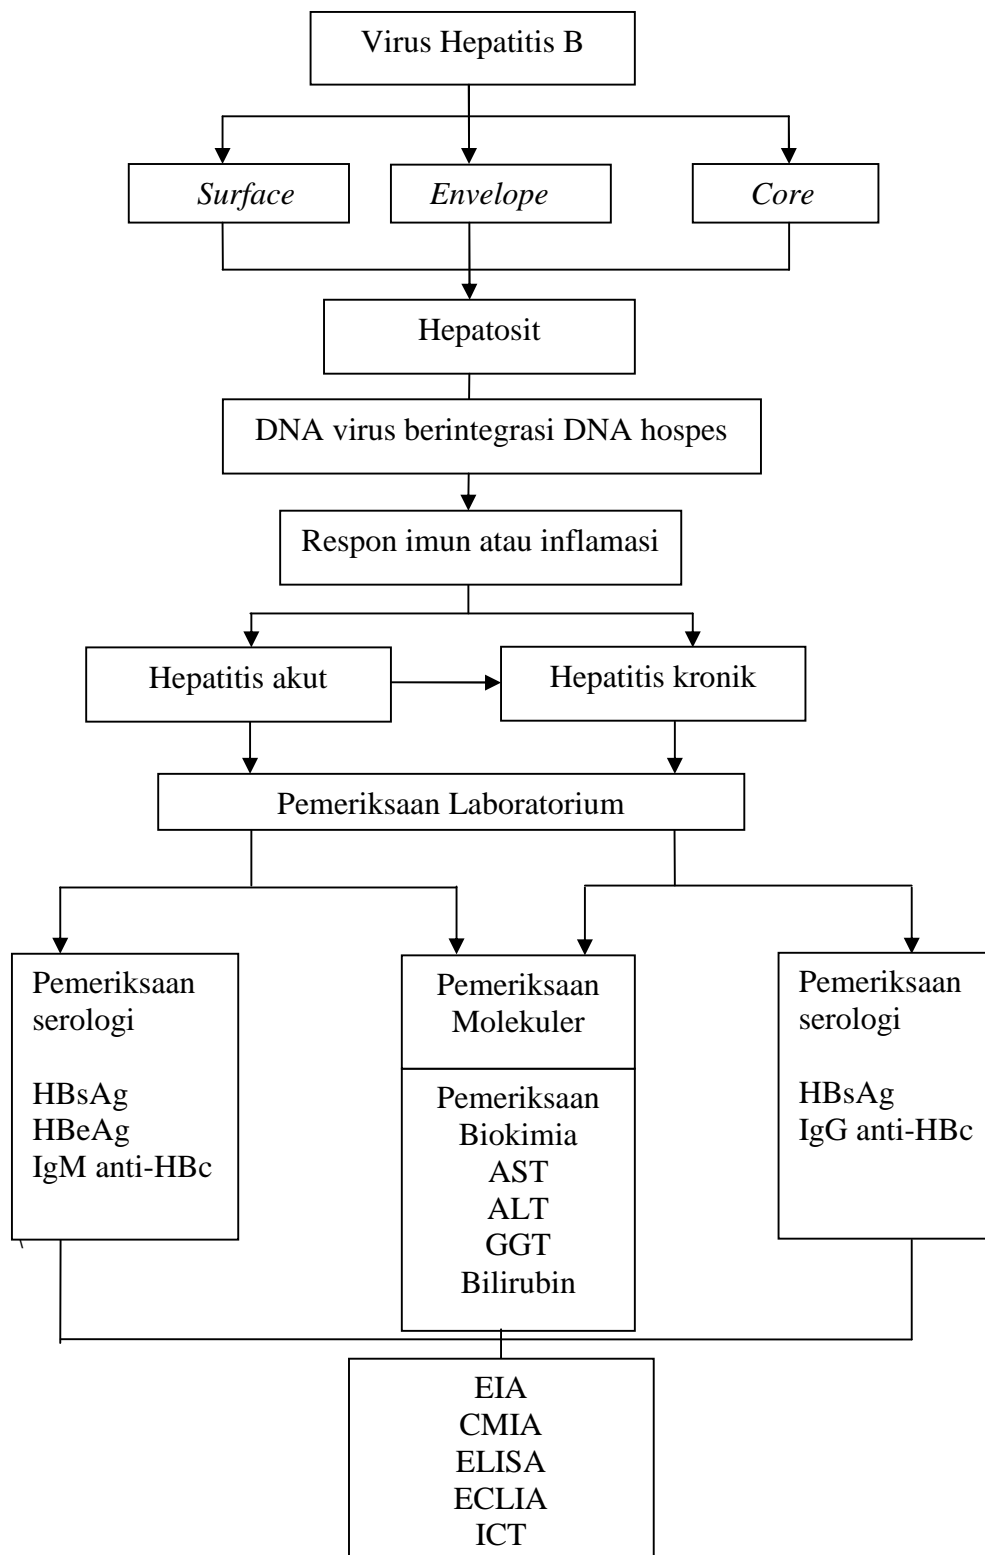 Virus Hepatitis B
Surface
Envelope
Core
Hepatosit
DNA virus berintegrasi DNA hospes
Respon imun atau inflamasi
Hepatitis akut
Hepatitis kronik
Pemeriksaan Laboratorium
Pemeriksaan
serologi
HBsAg
HBeAg
IgM anti-HBc
Pemeriksaan
Molekuler
Pemeriksaan
Biokimia
AST
ALT
GGT
Bilirubin
Pemeriksaan
serologi
HBsAg
IgG anti-HBc
EIA
CMIA
ELISA
ECLIA
ICT